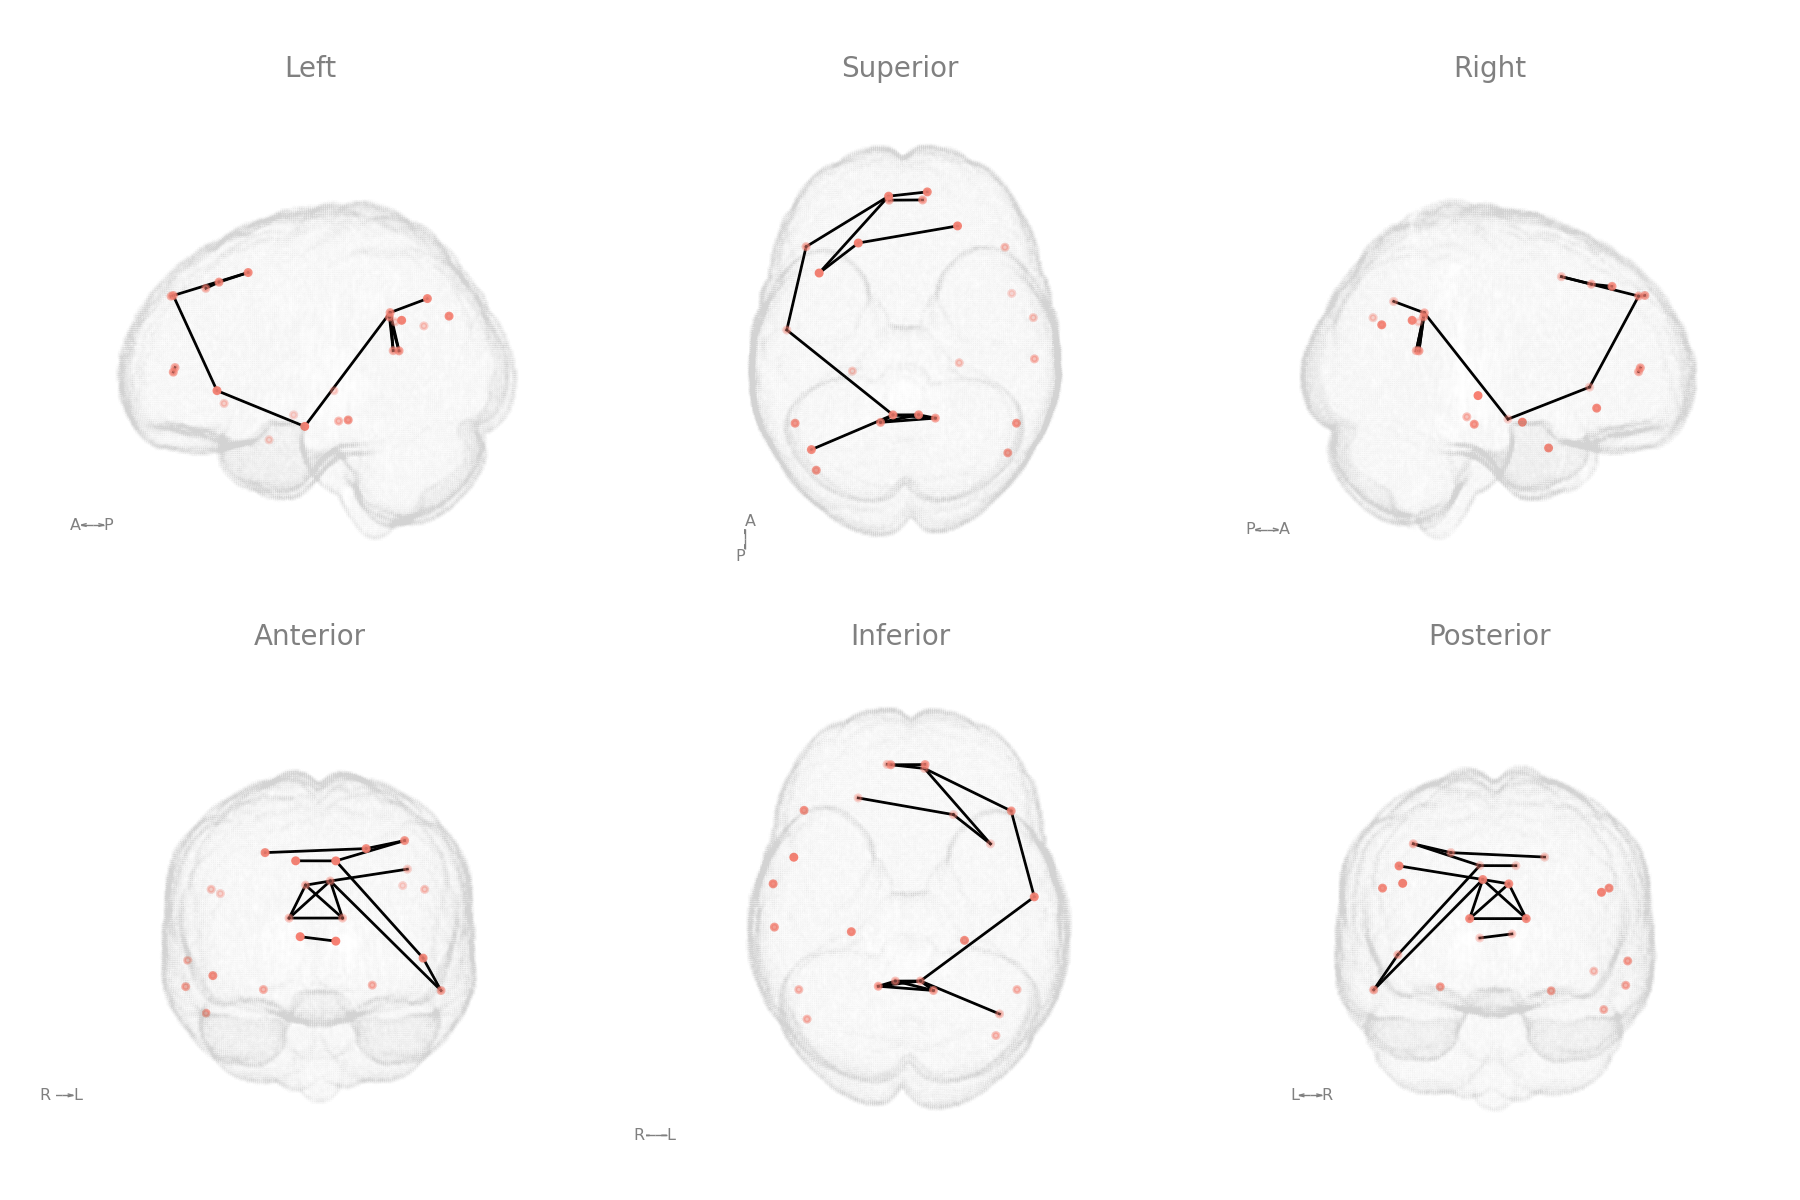 Left
Superior
Right
A P
A
P
P A
Anterior
Inferior
Posterior
R L
R L
L R